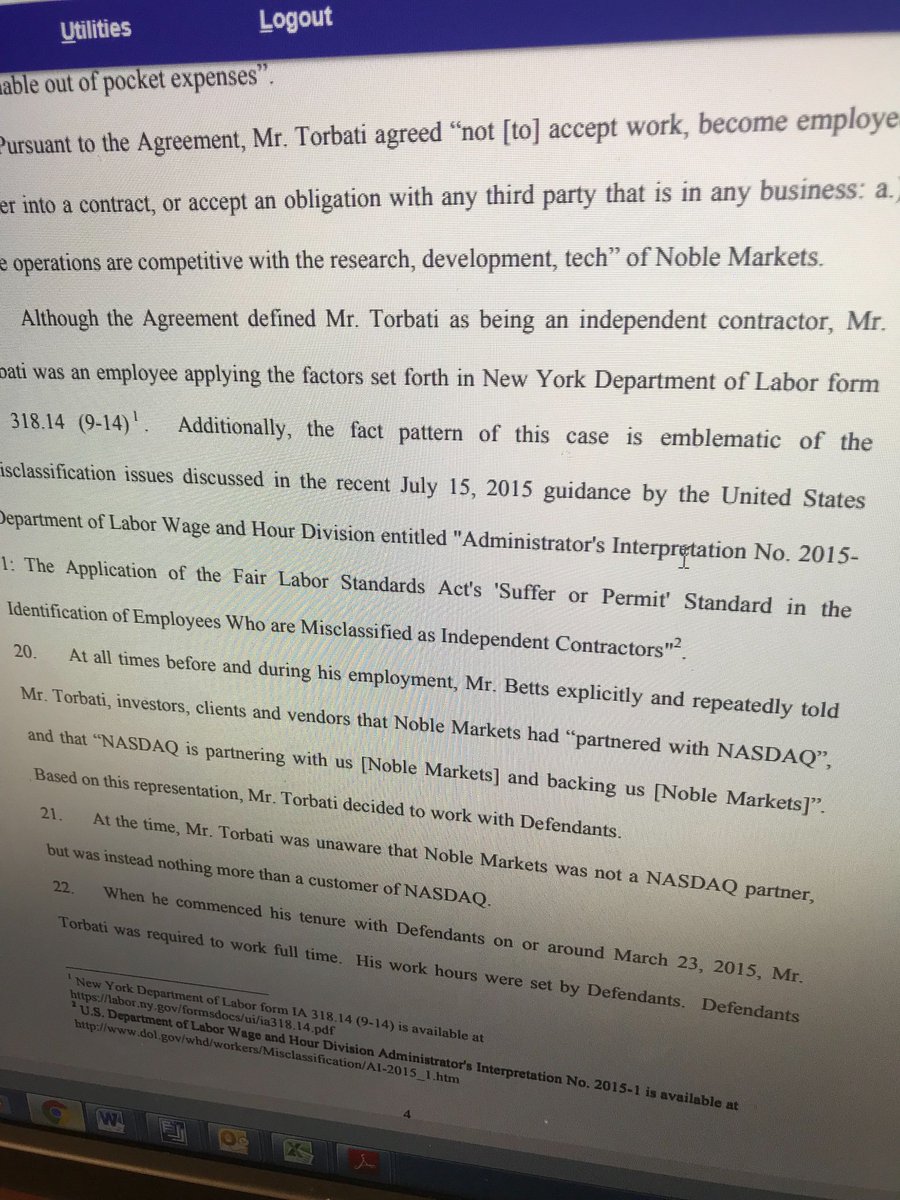 Utilities Logout
able out of pocket expenses”.
Pursuant to the Agreement, Mr. Torbati agreed “not [to] accept work, become employe
er into a contract, or accept an obligation with any third party that is in any business: a.)
e operations are competitive with the research, development, tech” of Noble Markets.
Although the Agreement defined Mr. Torbati as being an independent contractor, Mr.
bati was an employee applying the factors set forth in New York Department of Labor form
318.14 (9-14)¹. Additionally, the fact pattern of this case is emblematic of the
isclassification issues discussed in the recent July 15, 2015 guidance by the United States
Department of Labor Wage and Hour Division entitled "Administrator's Interpretation No. 2015-
1: The Application of the Fair Labor Standards Act's 'Suffer or Permit' Standard in the
Identification of Employees Who are Misclassified as Independent Contractors"².
20. At all times before and during his employment, Mr. Betts explicitly and repeatedly told
Mr. Torbati, investors, clients and vendors that Noble Markets had “partnered with NASDAQ”,
and that “NASDAQ is partnering with us [Noble Markets] and backing us [Noble Markets]”.
Based on this representation, Mr. Torbati decided to work with Defendants.
21. At the time, Mr. Torbati was unaware that Noble Markets was not a NASDAQ partner,
but was instead nothing more than a customer of NASDAQ.
22. When he commenced his tenure with Defendants on or around March 23, 2015, Mr.
Torbati was required to work full time. His work hours were set by Defendants. Defendants
¹ New York Department of Labor form IA 318.14 (9-14) is available at
https://labor.ny.gov/formsdocs/ui/ia318.14.pdf
² U.S. Department of Labor Wage and Hour Division Administrator's Interpretation No. 2015-1 is available at
http://www.dol.gov/whd/workers/Misclassification/AI-2015_1.htm
4